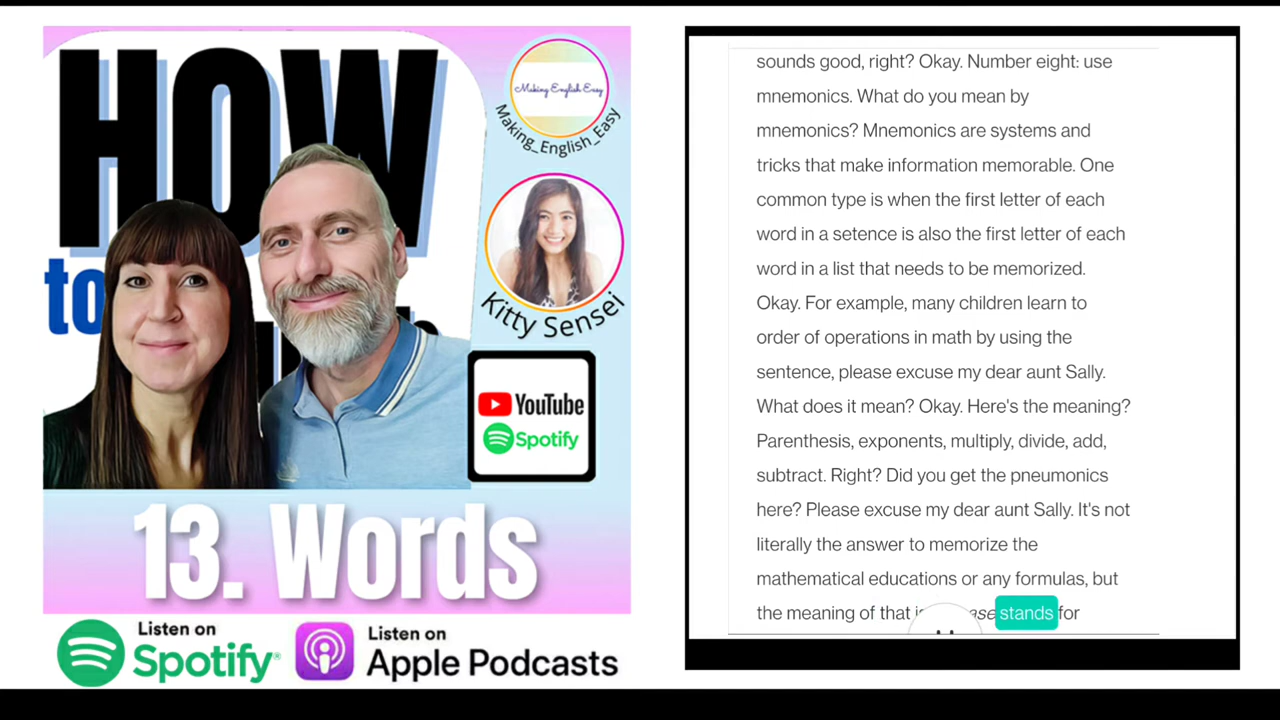 HOW
to
Making English Easy
Making_English_Easy
Kitty Sensei
YouTube
Spotify
13. Words
Listen on
Spotify
Listen on
Apple Podcasts
sounds good, right? Okay. Number eight: use
mnemonics. What do you mean by
mnemonics? Mnemonics are systems and
tricks that make information memorable. One
common type is when the first letter of each
word in a setence is also the first letter of each
word in a list that needs to be memorized.
Okay. For example, many children learn to
order of operations in math by using the
sentence, please excuse my dear aunt Sally.
What does it mean? Okay. Here's the meaning?
Parenthesis, exponents, multiply, divide, add,
subtract. Right? Did you get the pneumonics
here? Please excuse my dear aunt Sally. It's not
literally the answer to memorize the
mathematical educations or any formulas, but
the meaning of that stands for